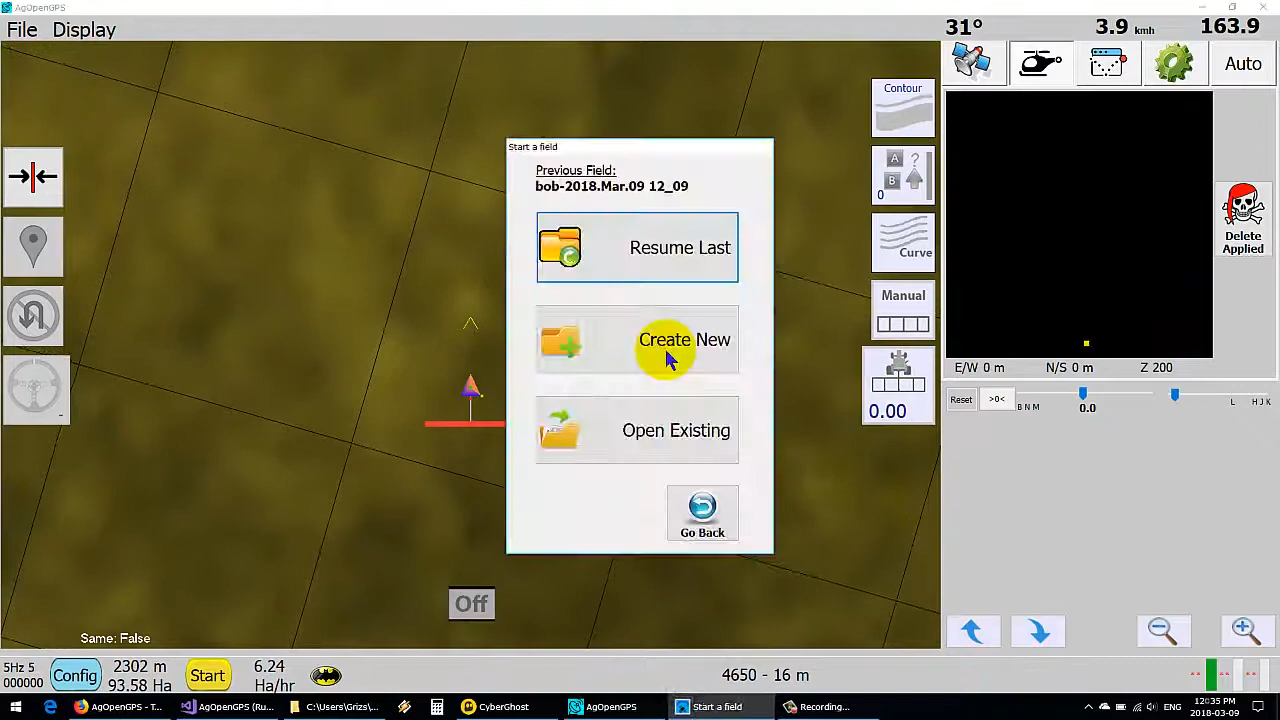 AgOpenGPS
File Display
31° 3.9 kmh 163.9
Auto
Contour
A ?
B
0
Curve
Manual
0.00
Start a field
Previous Field:
bob-2018.Mar.09 12_09
Resume Last
Create New
Open Existing
Go Back
Delete
Applied
E/W 0 m N/S 0 m Z 200
Reset >0< B N M 0.0 L H J K
Off
Same: False
5Hz 5
000000
Config
2302 m
93.58 Ha
Start
6.24
Ha/hr
4650 - 16 m
AgOpenGPS - T...
AgOpenGPS (Ru...
C:\Users\Grizs\...
CyberGhost
AgOpenGPS
Start a field
Recording...
ENG
12:35 PM
2018-03-09